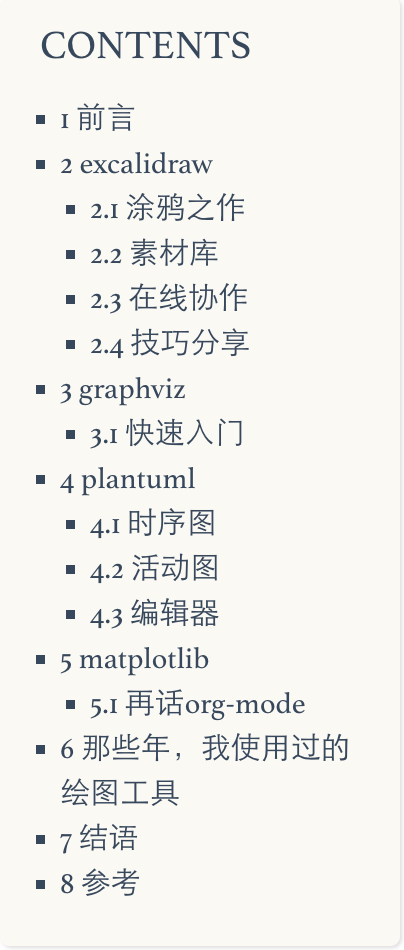 CONTENTS
1 前言
2 excalidraw
2.1 涂鸦之作
2.2 素材库
2.3 在线协作
2.4 技巧分享
3 graphviz
3.1 快速入门
4 plantuml
4.1 时序图
4.2 活动图
4.3 编辑器
5 matplotlib
5.1 再话org-mode
6 那些年，我使用过的
绘图工具
7 结语
8 参考